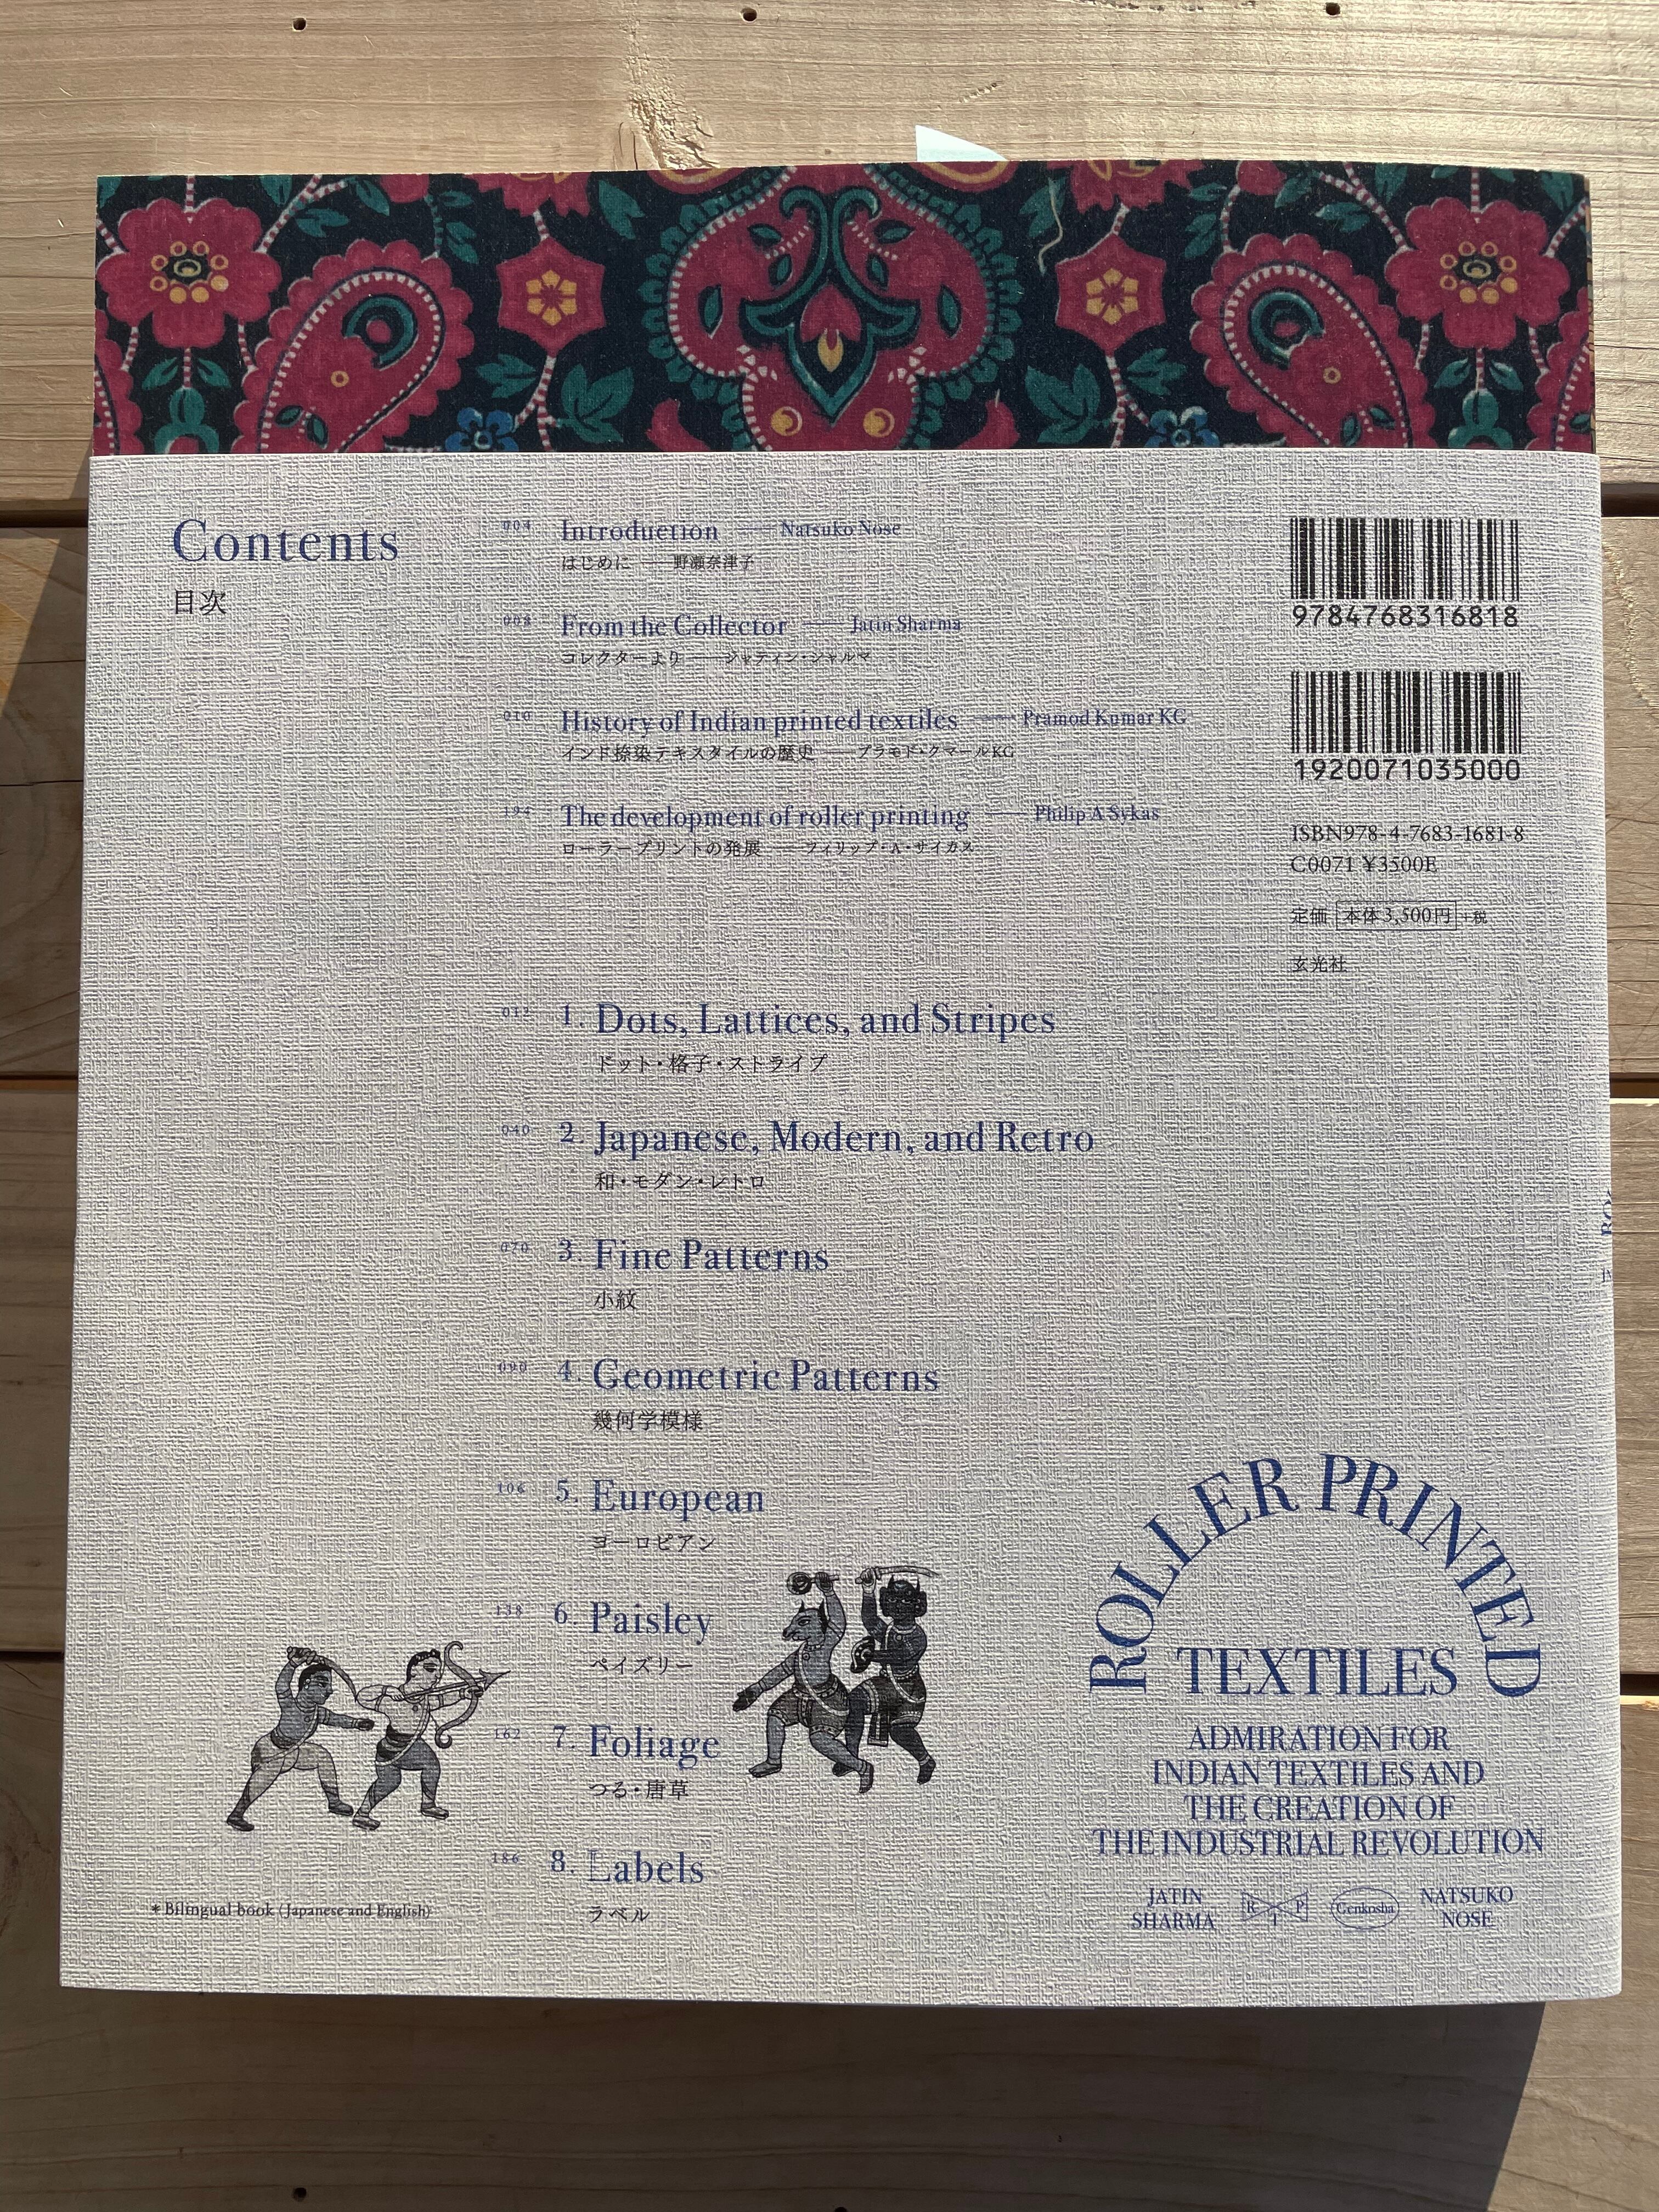 Contents
目次
004 Introduction — Natsuko Nose
はじめに — 野瀬奈津子
008 From the Collector — Jatin Sharma
コレクターより — ジャティン・シャルマ
010 History of Indian printed textiles — Pramod Kumar KG
インド捺染テキスタイルの歴史 — プラモド・クマールKG
194 The development of roller printing — Philip A Sykas
ローラープリントの発展 — フィリップ・A・サイカス
9784768316818
1920071035000
ISBN978-4-7683-1681-8
C0071 ¥3500E
定価 本体3,500円+税
玄光社
012 1. Dots, Lattices, and Stripes
ドット・格子・ストライプ
040 2. Japanese, Modern, and Retro
和・モダン・レトロ
070 3. Fine Patterns
小紋
090 4. Geometric Patterns
幾何学模様
106 5. European
ヨーロピアン
138 6. Paisley
ペイズリー
162 7. Foliage
つる・唐草
186 8. Labels
ラベル
* Bilingual book (Japanese and English)
ROLLER PRINTED
TEXTILES
ADMIRATION FOR
INDIAN TEXTILES AND
THE CREATION OF
THE INDUSTRIAL REVOLUTION
JATIN
SHARMA
R T P
Genkosha
NATSUKO
NOSE